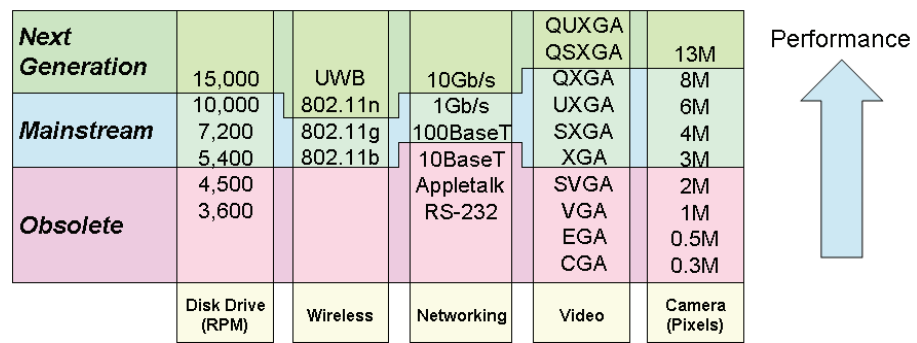 Next
Generation
Mainstream
Obsolete
15,000
10,000
7,200
5,400
4,500
3,600
Disk Drive
(RPM)
UWB
802.11n
802.11g
802.11b
Wireless
10Gb/s
1Gb/s
100BaseT
10BaseT
Appletalk
RS-232
Networking
QUXGA
QSXGA
QXGA
UXGA
SXGA
XGA
SVGA
VGA
EGA
CGA
Video
13M
8M
6M
4M
3M
2M
1M
0.5M
0.3M
Camera
(Pixels)
Performance